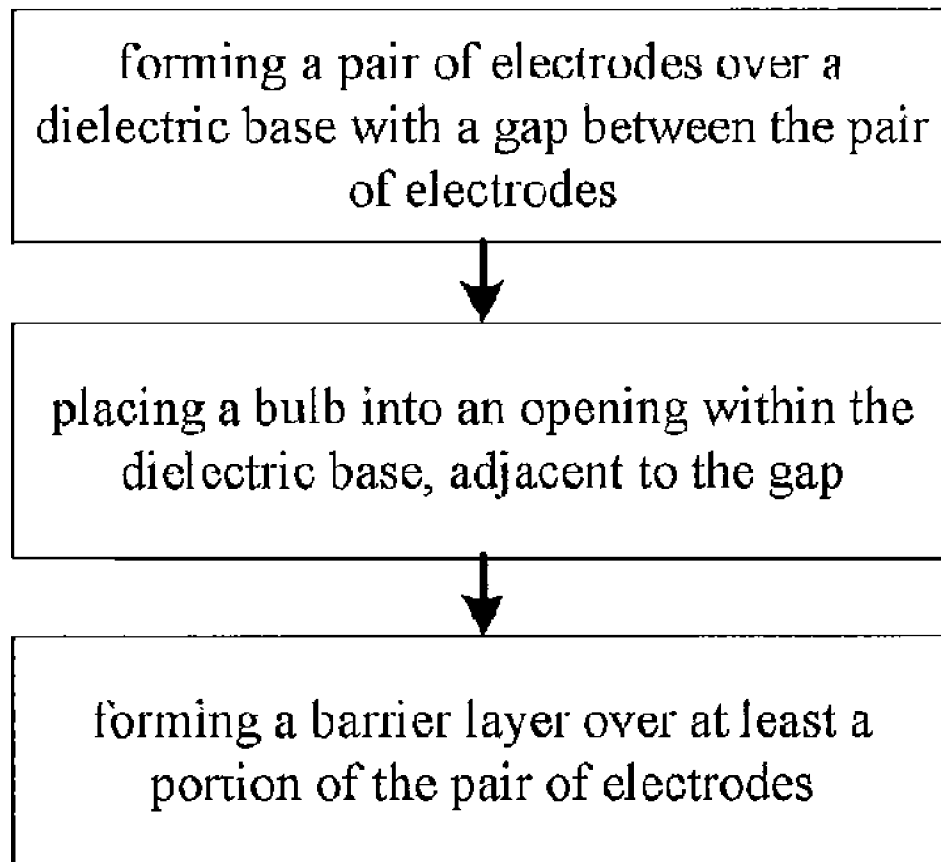 forming a pair of electrodes over a
dielectric base with a gap between the pair
of electrodes
placing a bulb into an opening within the
dielectric base, adjacent to the gap
forming a barrier layer over at least a
portion of the pair of electrodes